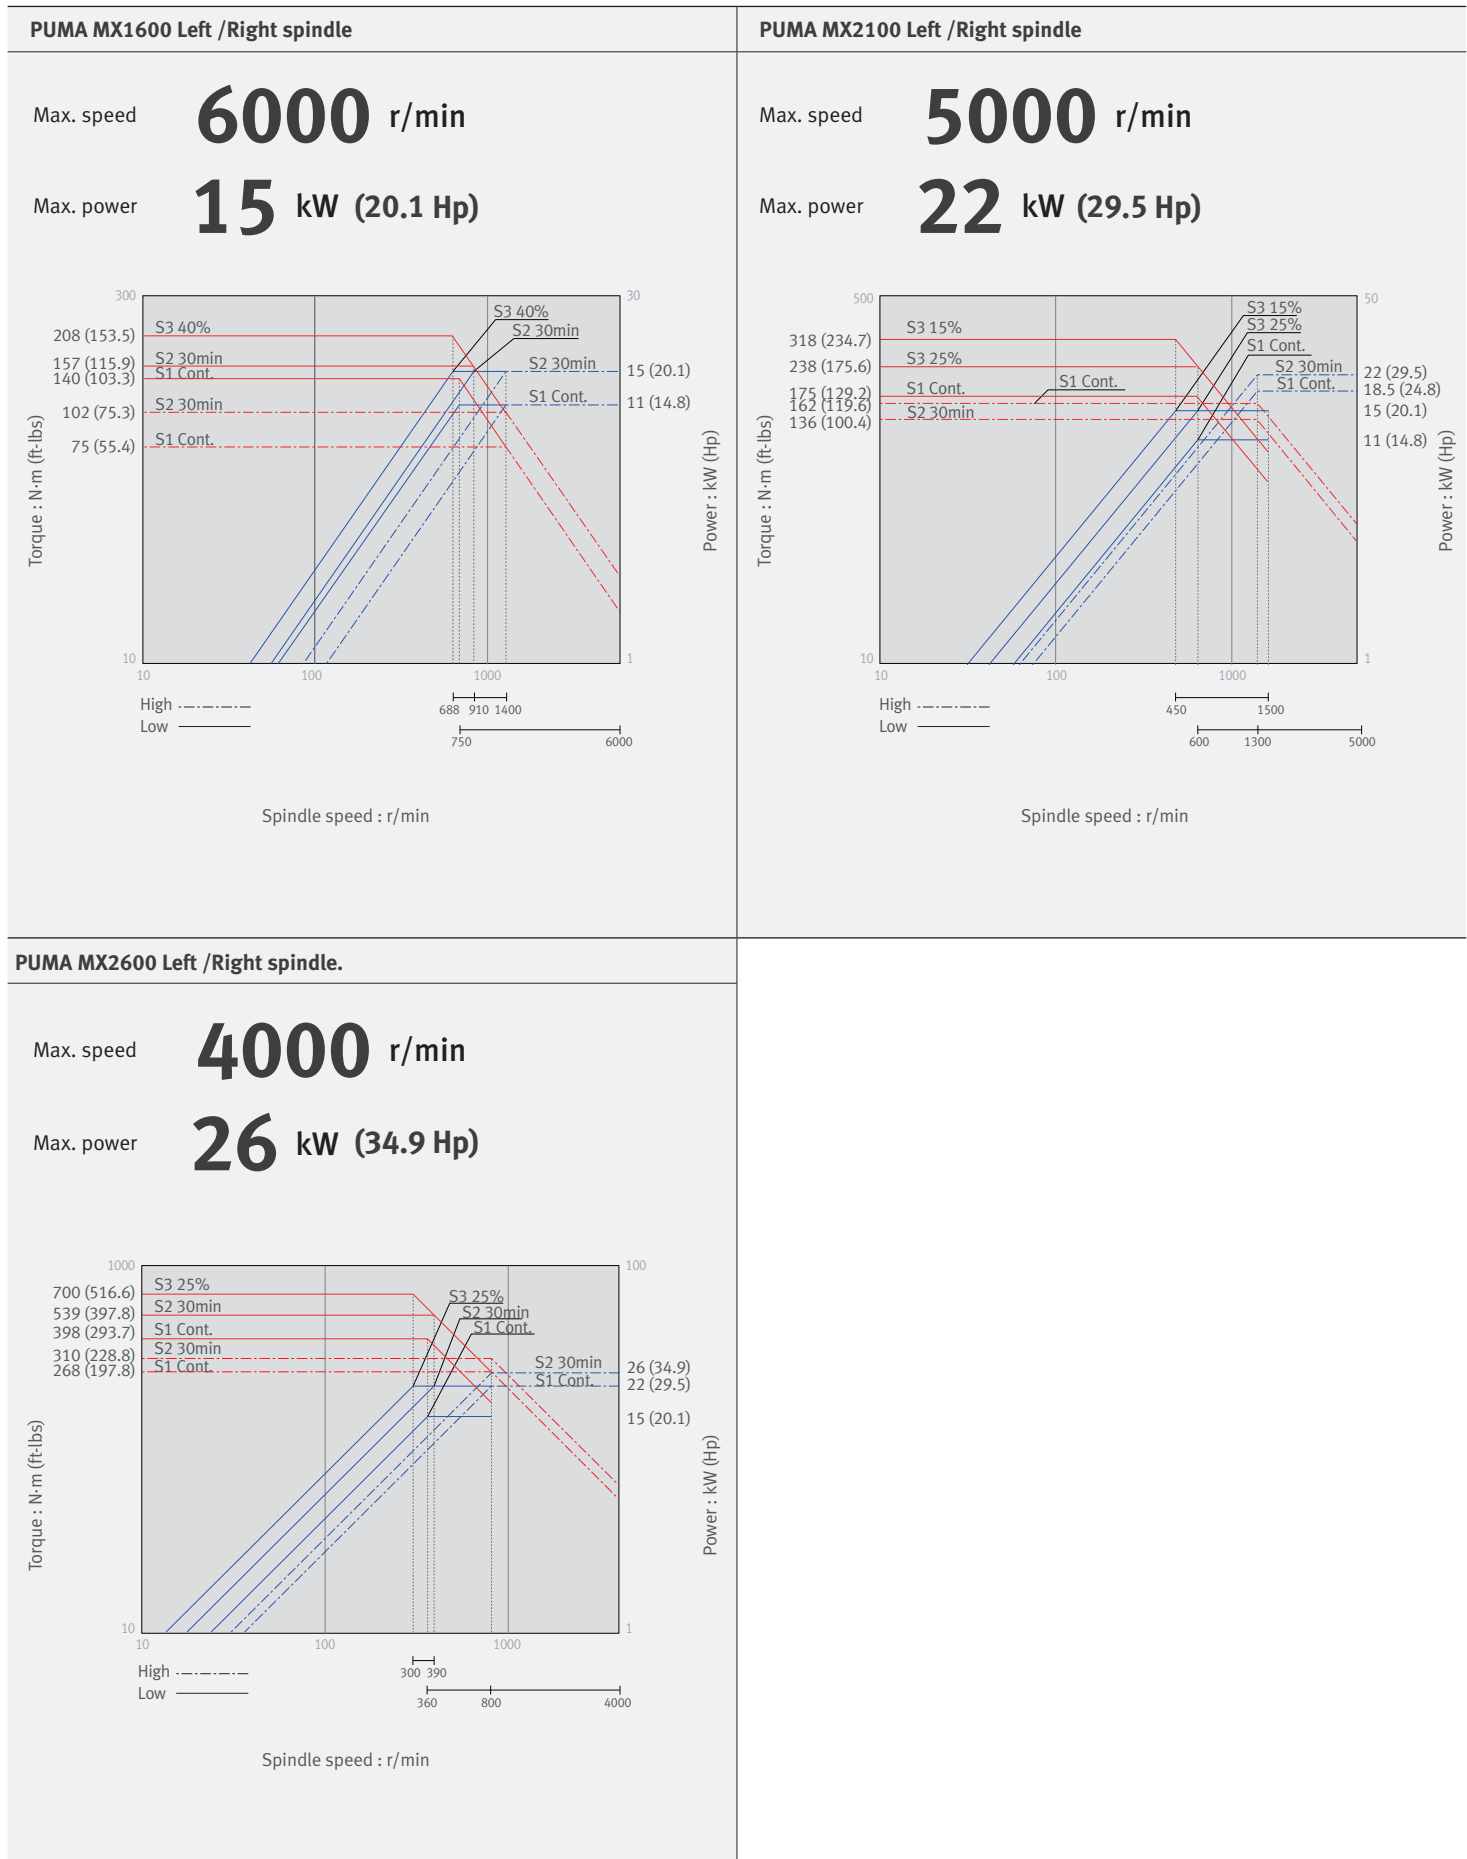 PUMA MX1600 Left /Right spindle
Max. speed 6000 r/min
Max. power 15 kW (20.1 Hp)
300
30
208 (153.5)
157 (115.9)
140 (103.3)
102 (75.3)
75 (55.4)
S3 40%
S2 30min
S1 Cont.
S2 30min
S1 Cont.
S3 40%
S2 30min
S2 30min
S1 Cont.
15 (20.1)
11 (14.8)
Torque : N·m (ft-lbs)
Power : kW (Hp)
10
1
10 100 1000
High
Low
688 910 1400
750 6000
Spindle speed : r/min
PUMA MX2100 Left /Right spindle
Max. speed 5000 r/min
Max. power 22 kW (29.5 Hp)
500
50
318 (234.7)
238 (175.6)
175 (129.2)
162 (119.6)
136 (100.4)
S3 15%
S3 25%
S1 Cont.
S1 Cont.
S2 30min
S3 15%
S3 25%
S1 Cont.
S2 30min
S1 Cont.
22 (29.5)
18.5 (24.8)
15 (20.1)
11 (14.8)
Torque : N·m (ft-lbs)
Power : kW (Hp)
10
1
10 100 1000
High
Low
450 1500
600 1300 5000
Spindle speed : r/min
PUMA MX2600 Left /Right spindle.
Max. speed 4000 r/min
Max. power 26 kW (34.9 Hp)
1000
100
700 (516.6)
539 (397.8)
398 (293.7)
310 (228.8)
268 (197.8)
S3 25%
S2 30min
S1 Cont.
S2 30min
S1 Cont.
S3 25%
S2 30min
S1 Cont.
S2 30min
S1 Cont.
26 (34.9)
22 (29.5)
15 (20.1)
Torque : N·m (ft-lbs)
Power : kW (Hp)
10
1
10 100 1000
High
Low
300 390
360 800 4000
Spindle speed : r/min